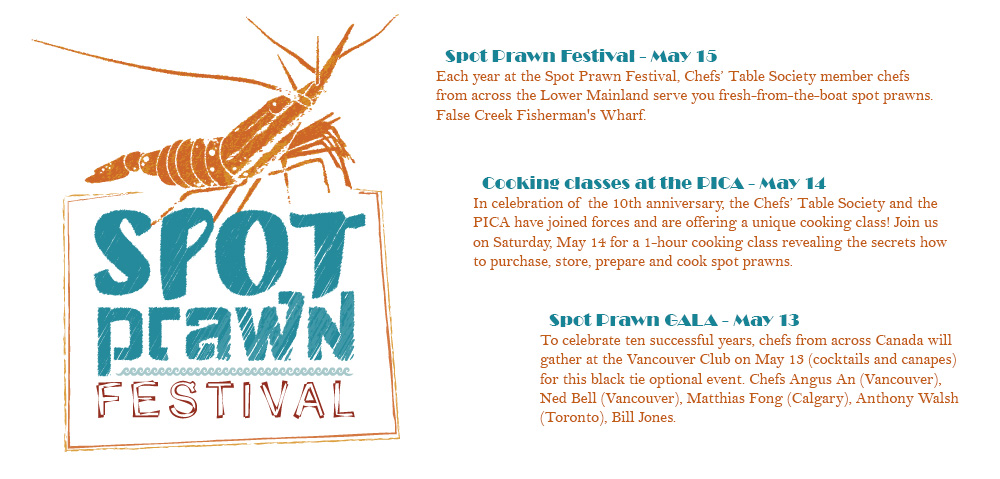 SPOT
prawn
FESTIVAL
Spot Prawn Festival - May 15
Each year at the Spot Prawn Festival, Chefs' Table Society member chefs
from across the Lower Mainland serve you fresh-from-the-boat spot prawns.
False Creek Fisherman's Wharf.
Cooking classes at the PICA - May 14
In celebration of the 10th anniversary, the Chefs' Table Society and the
PICA have joined forces and are offering a unique cooking class! Join us
on Saturday, May 14 for a 1-hour cooking class revealing the secrets how
to purchase, store, prepare and cook spot prawns.
Spot Prawn GALA - May 13
To celebrate ten successful years, chefs from across Canada will
gather at the Vancouver Club on May 13 (cocktails and canapes)
for this black tie optional event. Chefs Angus An (Vancouver),
Ned Bell (Vancouver), Matthias Fong (Calgary), Anthony Walsh
(Toronto), Bill Jones.